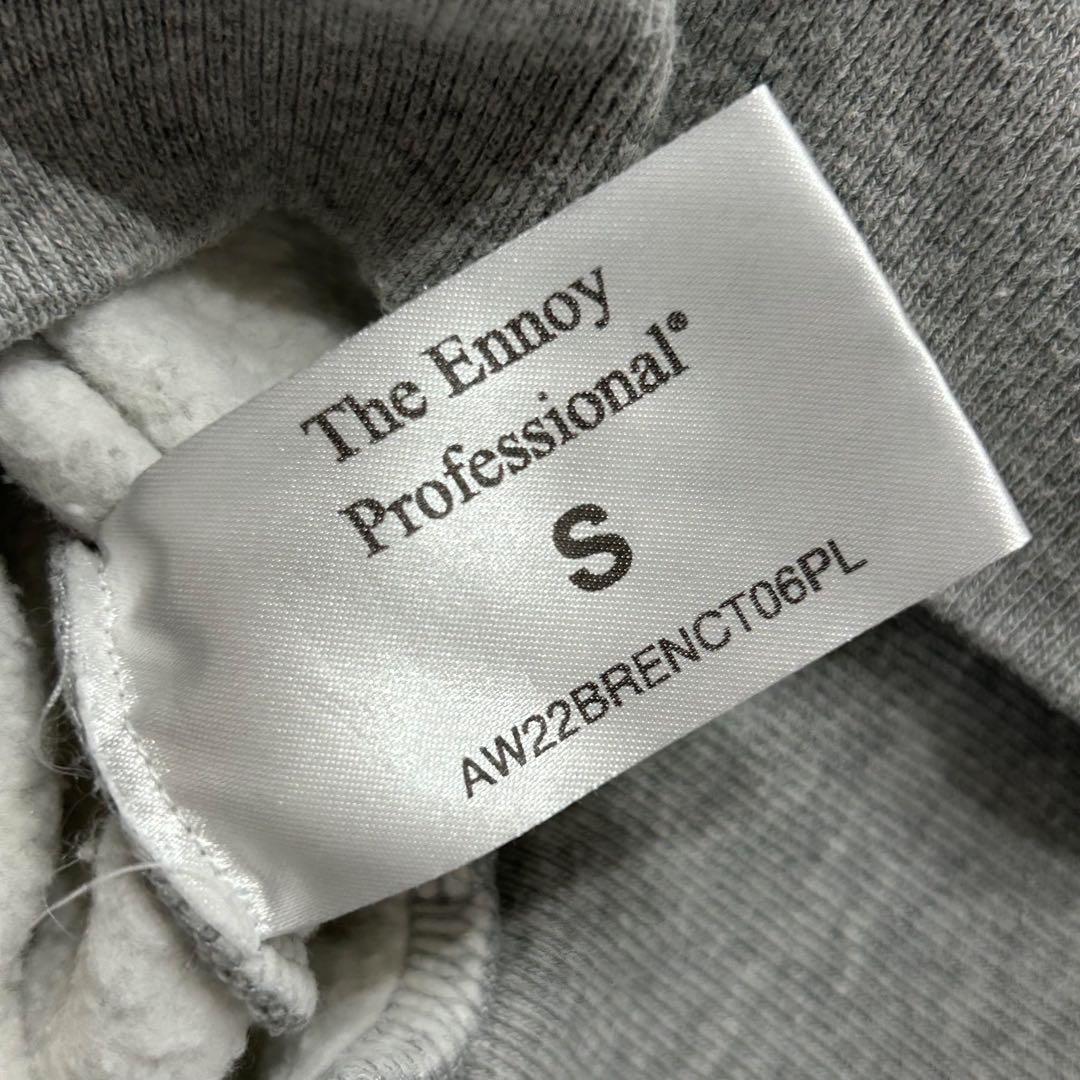 The Ennoy
Professional®
S
AW22BRENCT06PL